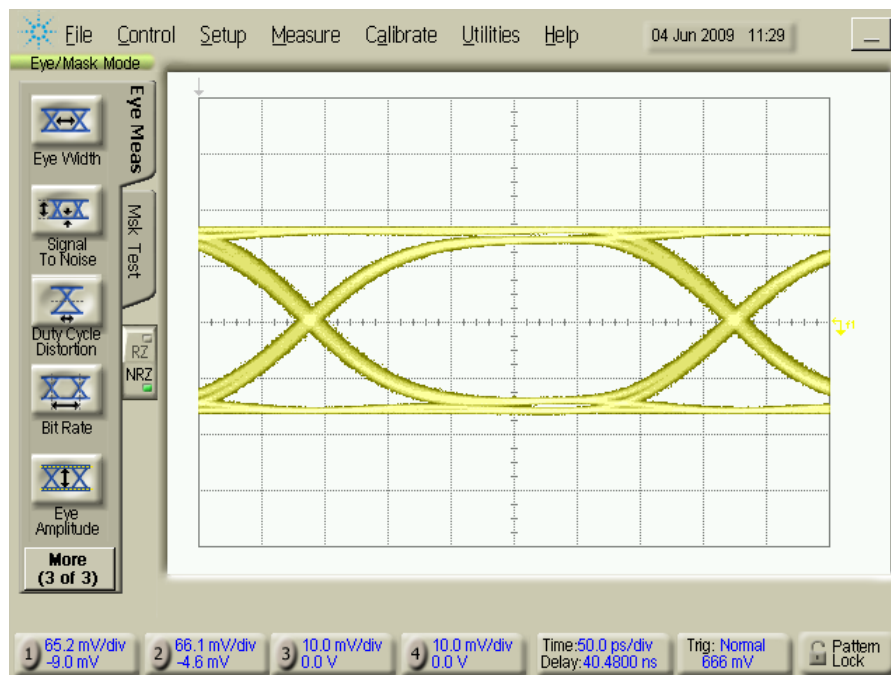 File Control Setup Measure Calibrate Utilities Help 04 Jun 2009 11:29
Eye/Mask Mode
Eye Meas
Msk Test
Eye Width
Signal
To Noise
Duty Cycle
Distortion
RZ
NRZ
Bit Rate
Eye
Amplitude
More
(3 of 3)
f1
1 65.2 mV/div
-9.0 mV
2 66.1 mV/div
-4.6 mV
3 10.0 mV/div
0.0 V
4 10.0 mV/div
0.0 V
Time:50.0 ps/div
Delay:40.4800 ns
Trig: Normal
666 mV
Pattern
Lock